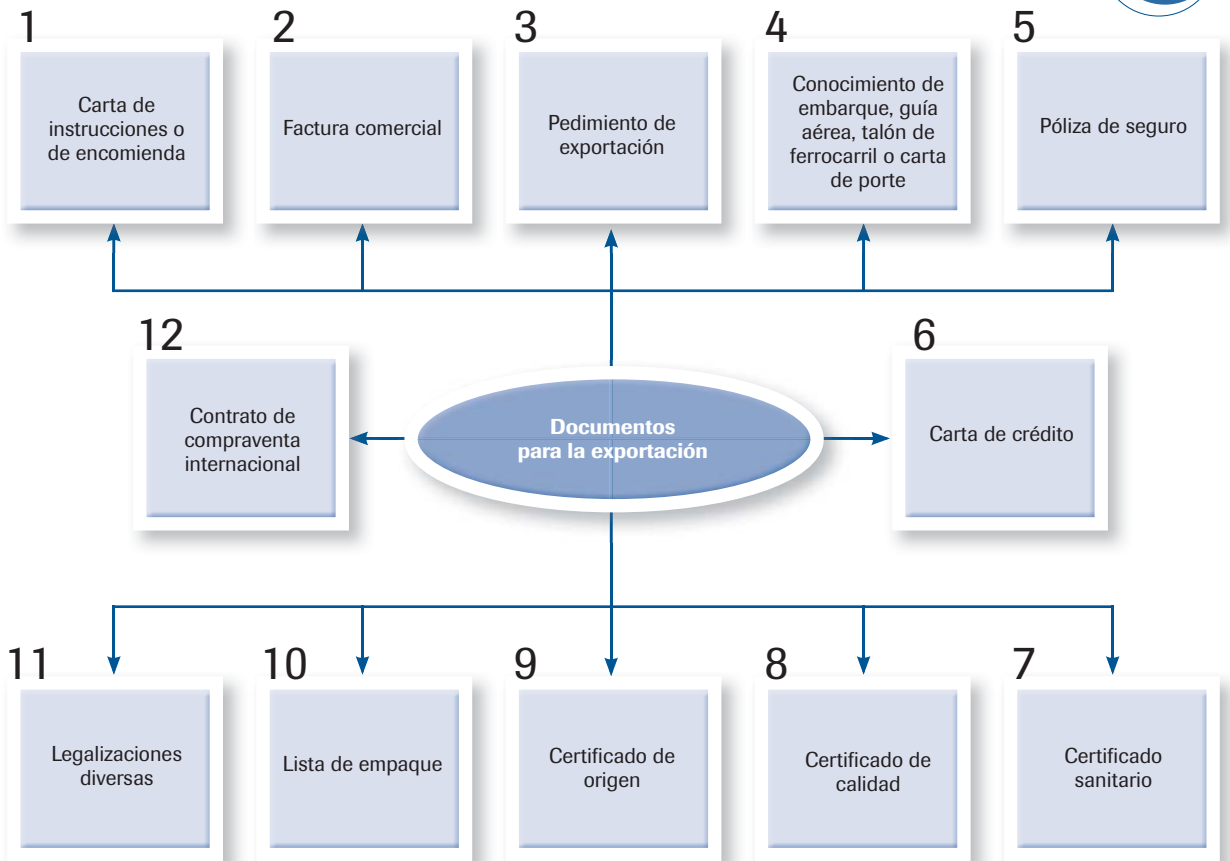 1
Carta de
instrucciones o
de encomienda
2
Factura comercial
3
Pedimiento de
exportación
4
Conocimiento de
embarque, guía
aérea, talón de
ferrocarril o carta
de porte
5
Póliza de seguro
12
Contrato de
compraventa
internacional
Documentos
para la exportación
6
Carta de crédito
11
Legalizaciones
diversas
10
Lista de empaque
9
Certificado de
origen
8
Certificado de
calidad
7
Certificado
sanitario